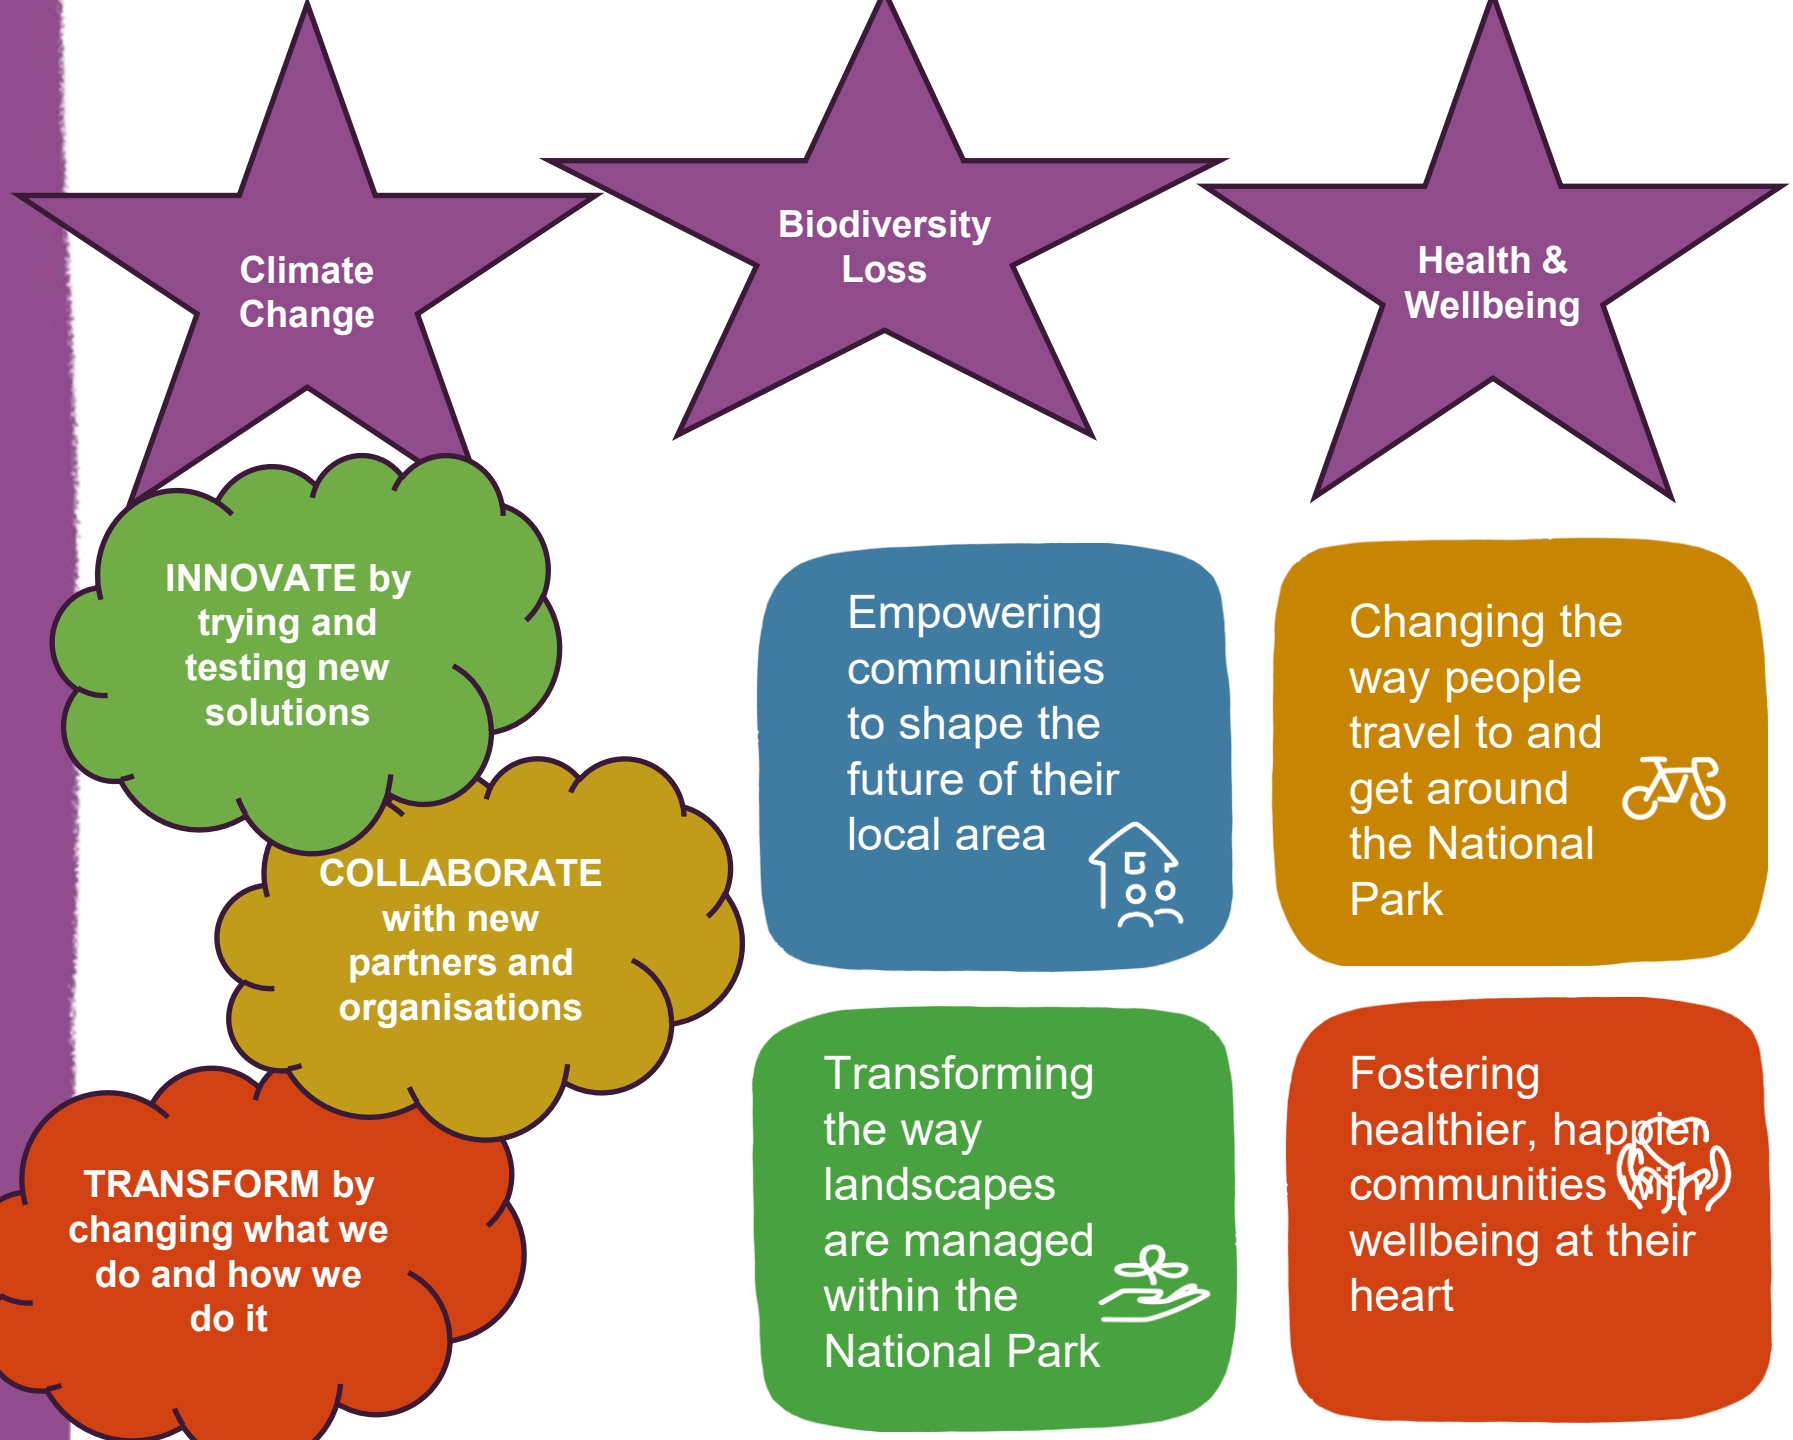 Climate
Change
Biodiversity
Loss
Health &
Wellbeing
INNOVATE by
trying and
testing new
solutions
COLLABORATE
with new
partners and
organisations
TRANSFORM by
changing what we
do and how we
do it
Empowering
communities
to shape the
future of their
local area
Changing the
way people
travel to and
get around
the National
Park
Transforming
the way
landscapes
are managed
within the
National Park
Fostering
healthier, happier
communities with
wellbeing at their
heart